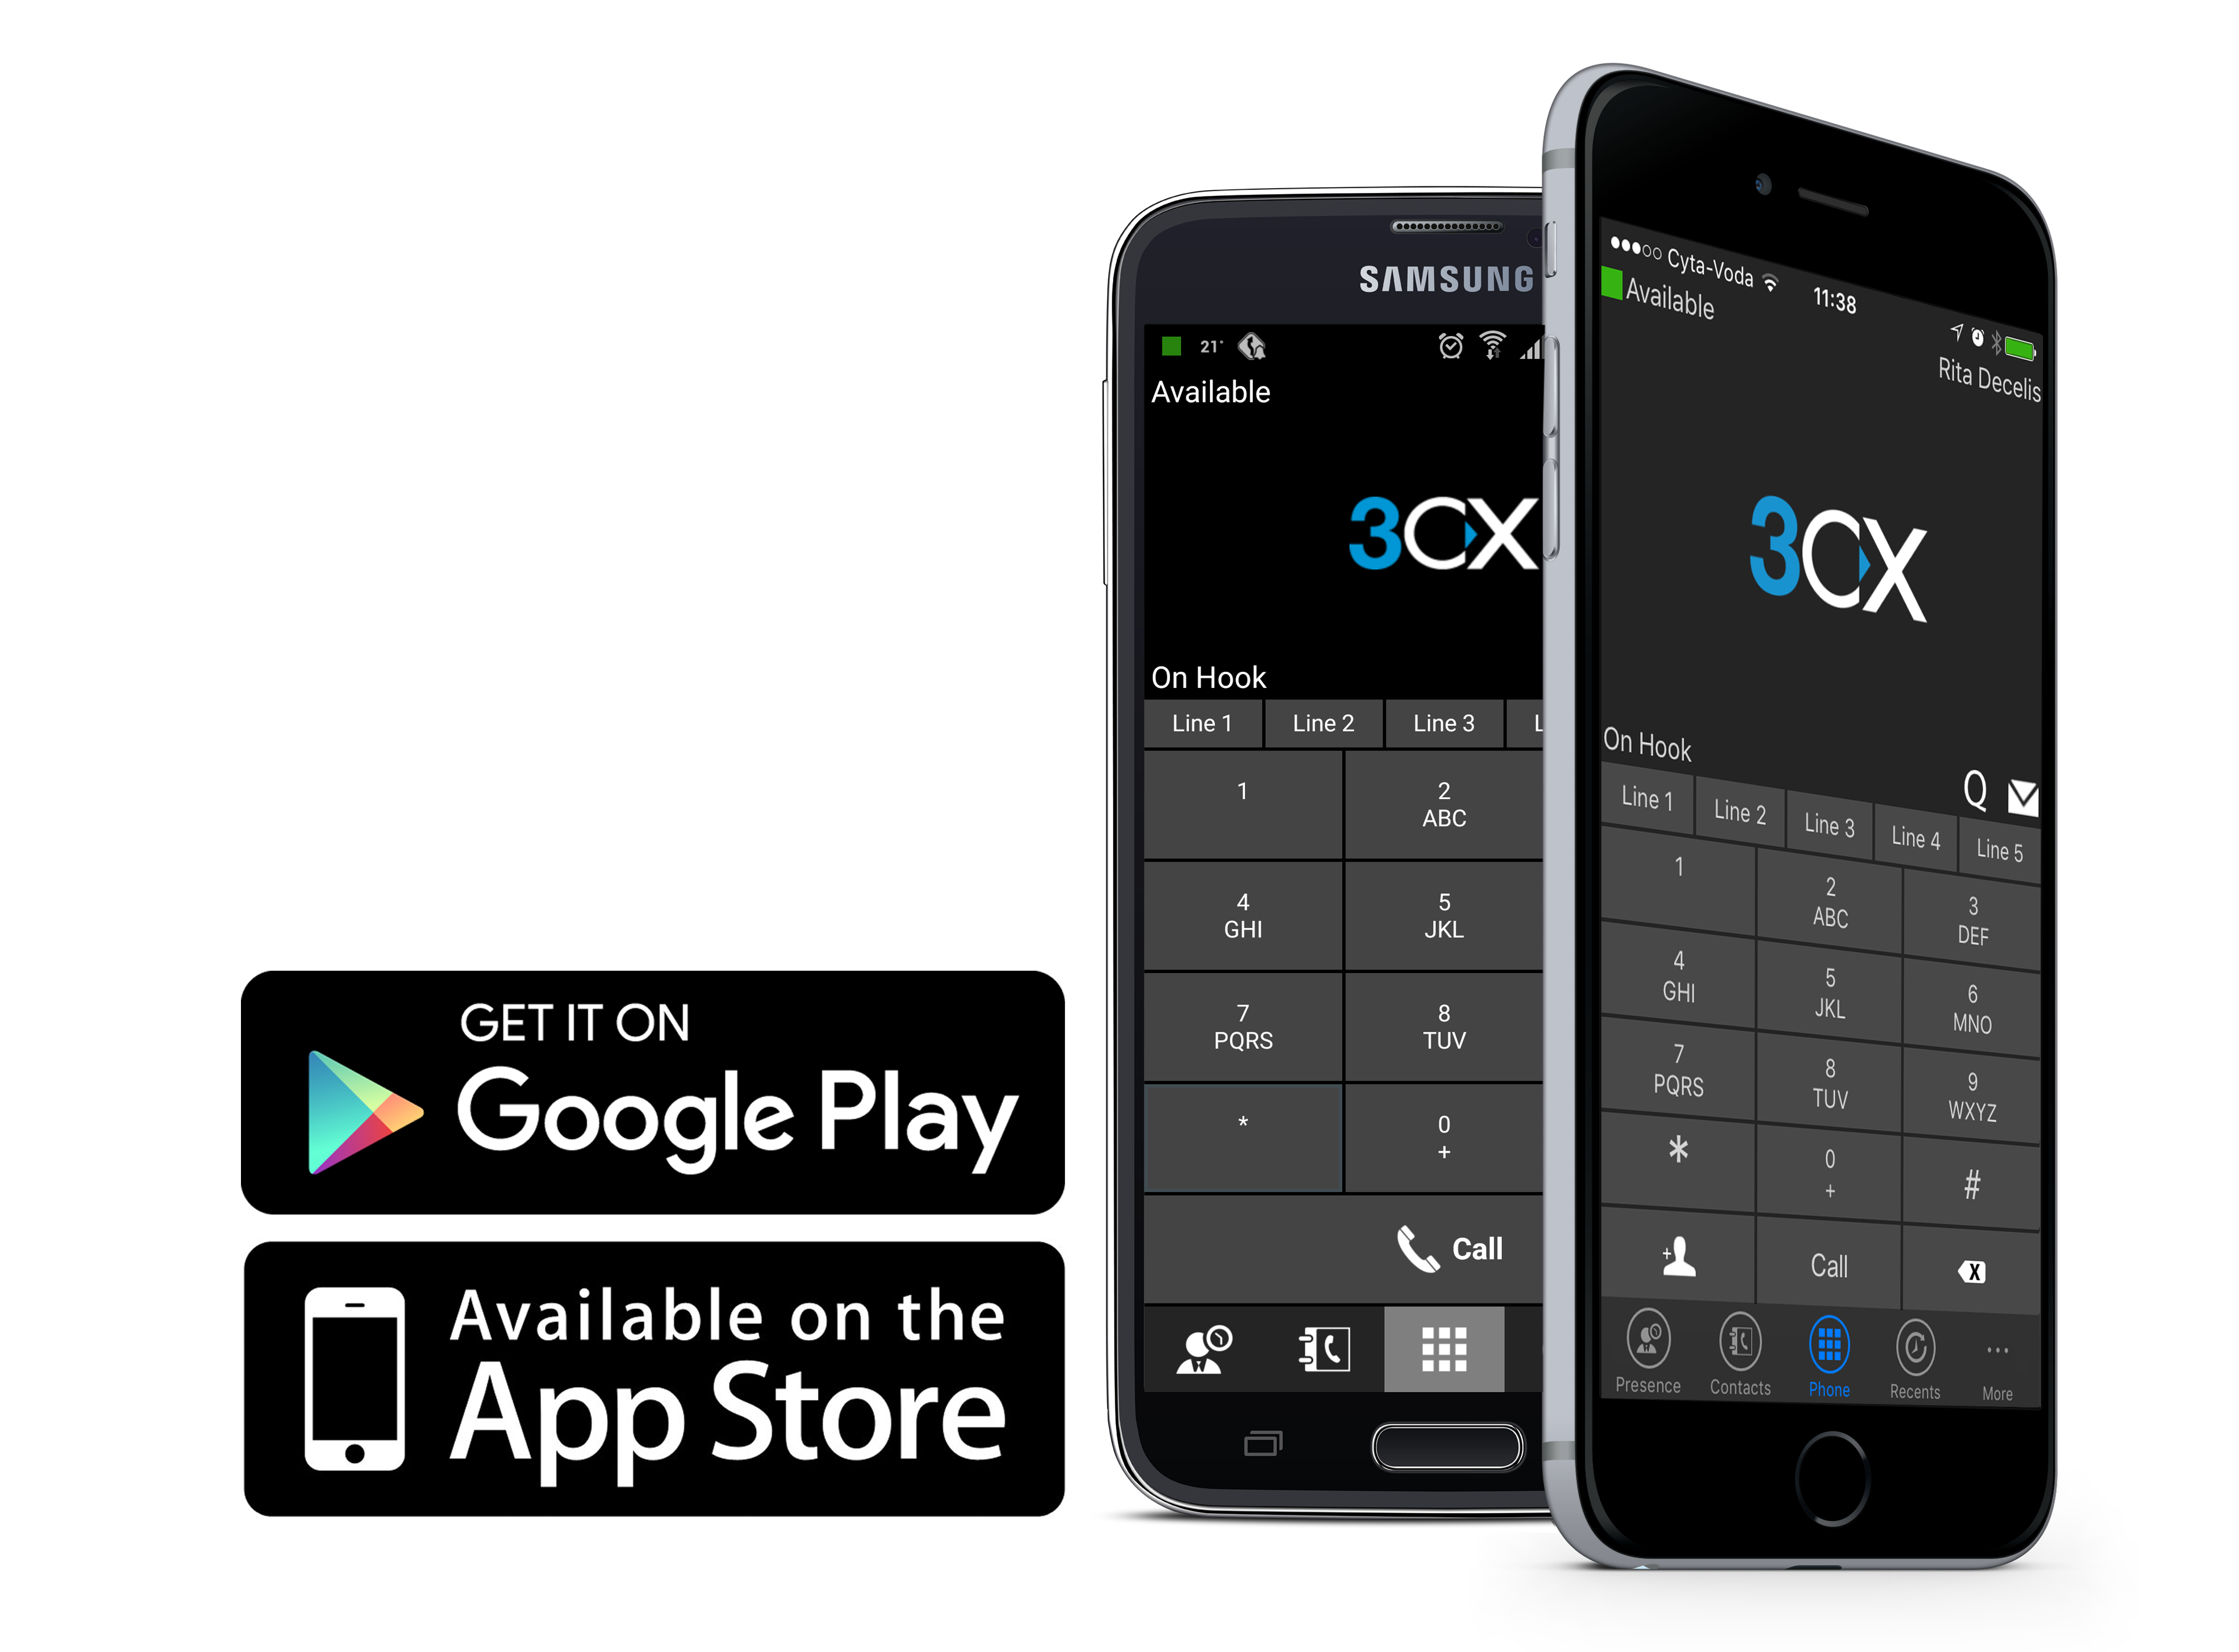 GET IT ON
Google Play
Available on the
App Store
SAMSUNG
21°
Available
3CX
On Hook
Line 1 Line 2 Line 3 L
1 2
ABC
4 5
GHI JKL
7 8
PQRS TUV
* 0
+
Call
Cyta-Voda 11:38
Available
Rita Decelis
3CX
On Hook
Q
Line 1 Line 2 Line 3 Line 4 Line 5
1 2 3
ABC DEF
4 5 6
GHI JKL MNO
7 8 9
PQRS TUV WXYZ
* 0 #
+
+ Call X
Presence Contacts Phone Recents More